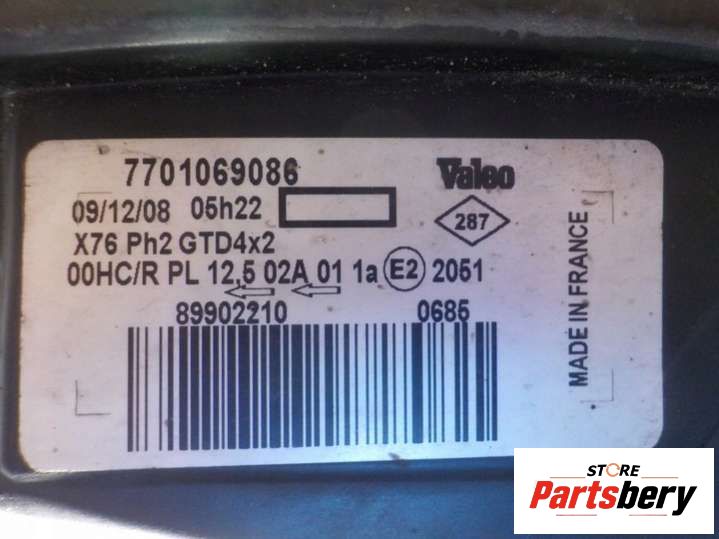 7701069086 Valeo
09/12/08 05h22
287
X76 Ph2 GTD4x2
00HC/R PL 12,5 02A 01 1a E2 2051
89902210 0685
MADE IN FRANCE
STORE
Partsbery